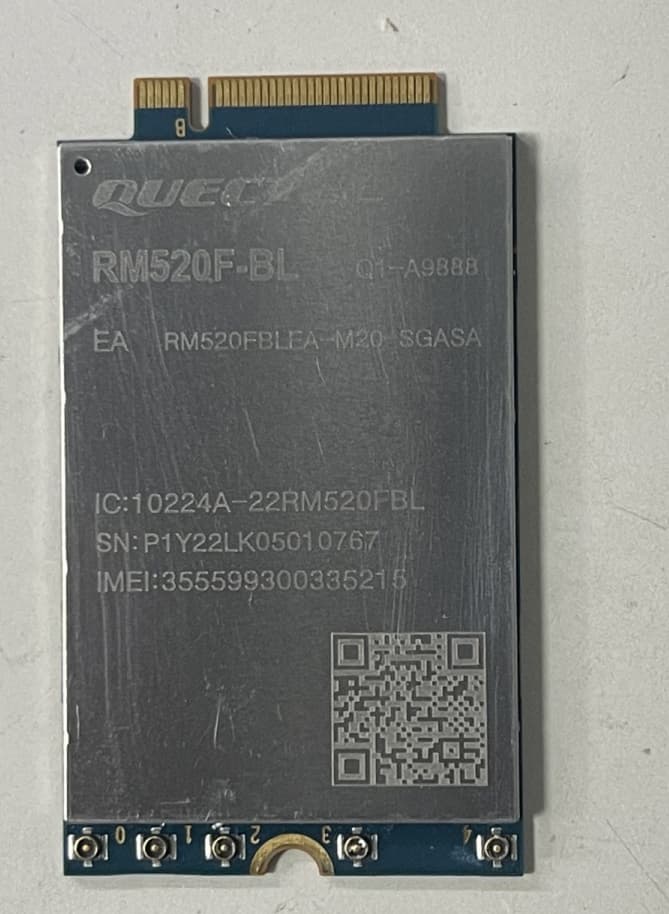 B
QUECTEL
RM520F-BL Q1-A9888
EA RM520FBLEA-M20-SGASA
IC:10224A-22RM520FBL
SN:P1Y22LK05010767
IMEI:355599300335215
0 1 2 3 4